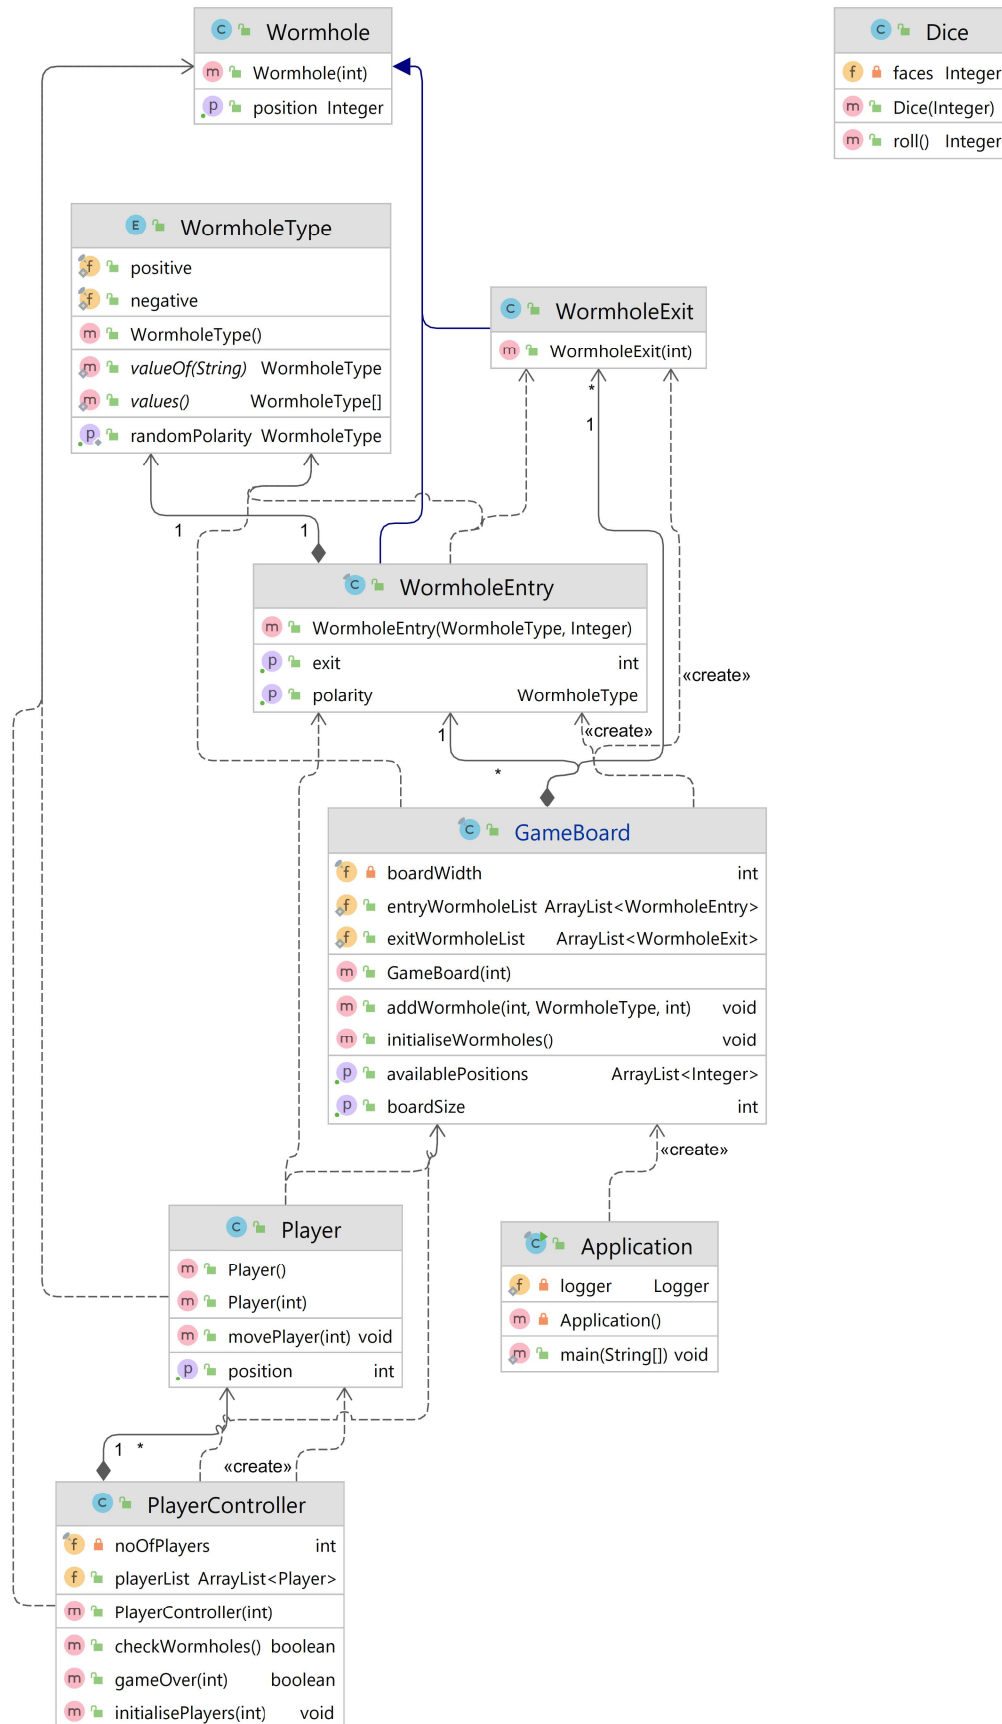 Wormhole
Wormhole(int)
position Integer
Dice
faces Integer
Dice(Integer)
roll() Integer
WormholeType
positive
negative
WormholeType()
valueOf(String) WormholeType
values() WormholeType[]
randomPolarity WormholeType
WormholeExit
WormholeExit(int)
*
1
1
1
WormholeEntry
WormholeEntry(WormholeType, Integer)
exit int
polarity WormholeType
«create»
«create»
1
*
GameBoard
boardWidth int
entryWormholeList ArrayList<WormholeEntry>
exitWormholeList ArrayList<WormholeExit>
GameBoard(int)
addWormhole(int, WormholeType, int) void
initialiseWormholes() void
availablePositions ArrayList<Integer>
boardSize int
«create»
Player
Player()
Player(int)
movePlayer(int) void
position int
Application
logger Logger
Application()
main(String[]) void
1 *
«create»
PlayerController
noOfPlayers int
playerList ArrayList<Player>
PlayerController(int)
checkWormholes() boolean
gameOver(int) boolean
initialisePlayers(int) void